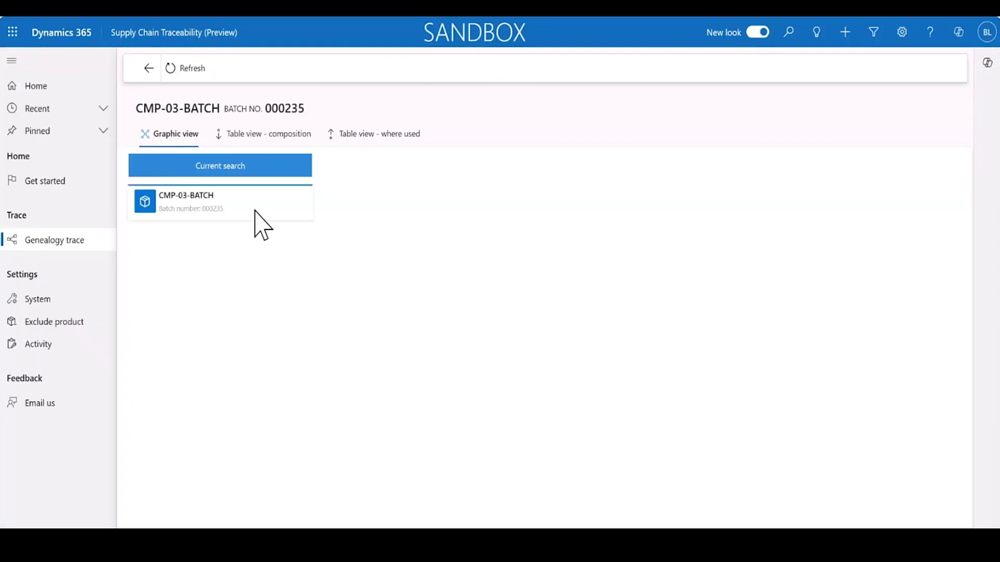 Dynamics 365
Supply Chain Traceability (Preview)
SANDBOX
New look
BL
Refresh
Home
Recent
Pinned
Home
Get started
Trace
Genealogy trace
Settings
System
Exclude product
Activity
Feedback
Email us
CMP-03-BATCH BATCH NO. 000235
Graphic view
Table view - composition
Table view - where used
Current search
CMP-03-BATCH
Batch number: 000235